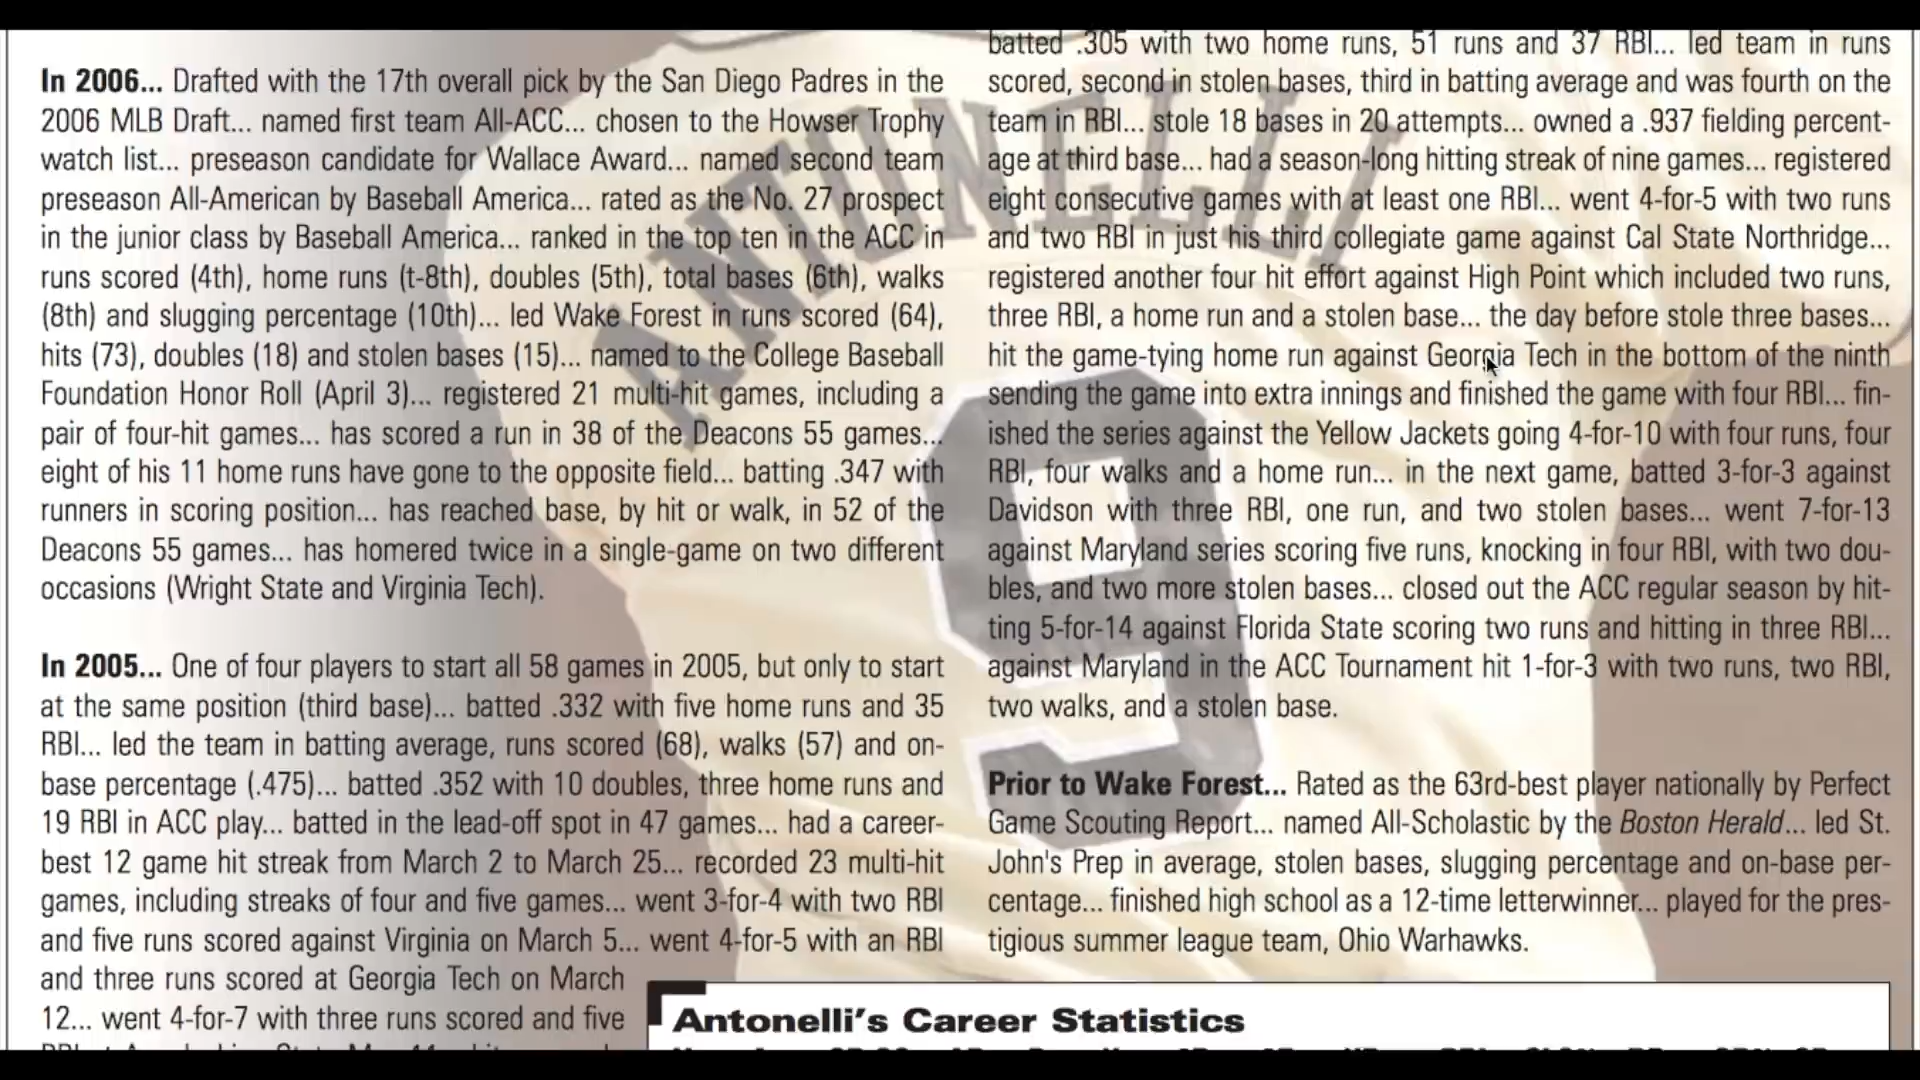 In 2006... Drafted with the 17th overall pick by the San Diego Padres in the
2006 MLB Draft... named first team All-ACC... chosen to the Howser Trophy
watch list... preseason candidate for Wallace Award... named second team
preseason All-American by Baseball America... rated as the No. 27 prospect
in the junior class by Baseball America... ranked in the top ten in the ACC in
runs scored (4th), home runs (t-8th), doubles (5th), total bases (6th), walks
(8th) and slugging percentage (10th)... led Wake Forest in runs scored (64),
hits (73), doubles (18) and stolen bases (15)... named to the College Baseball
Foundation Honor Roll (April 3)... registered 21 multi-hit games, including a
pair of four-hit games... has scored a run in 38 of the Deacons 55 games...
eight of his 11 home runs have gone to the opposite field... batting .347 with
runners in scoring position... has reached base, by hit or walk, in 52 of the
Deacons 55 games... has homered twice in a single-game on two different
occasions (Wright State and Virginia Tech).
In 2005... One of four players to start all 58 games in 2005, but only to start
at the same position (third base)... batted .332 with five home runs and 35
RBI... led the team in batting average, runs scored (68), walks (57) and on-
base percentage (.475)... batted .352 with 10 doubles, three home runs and
19 RBI in ACC play... batted in the lead-off spot in 47 games... had a career-
best 12 game hit streak from March 2 to March 25... recorded 23 multi-hit
games, including streaks of four and five games... went 3-for-4 with two RBI
and five runs scored against Virginia on March 5... went 4-for-5 with an RBI
and three runs scored at Georgia Tech on March
12... went 4-for-7 with three runs scored and five
batted .305 with two home runs, 51 runs and 37 RBI... led team in runs
scored, second in stolen bases, third in batting average and was fourth on the
team in RBI... stole 18 bases in 20 attempts... owned a .937 fielding percent-
age at third base... had a season-long hitting streak of nine games... registered
eight consecutive games with at least one RBI... went 4-for-5 with two runs
and two RBI in just his third collegiate game against Cal State Northridge...
registered another four hit effort against High Point which included two runs,
three RBI, a home run and a stolen base... the day before stole three bases...
hit the game-tying home run against Georgia Tech in the bottom of the ninth
sending the game into extra innings and finished the game with four RBI... fin-
ished the series against the Yellow Jackets going 4-for-10 with four runs, four
RBI, four walks and a home run... in the next game, batted 3-for-3 against
Davidson with three RBI, one run, and two stolen bases... went 7-for-13
against Maryland series scoring five runs, knocking in four RBI, with two dou-
bles, and two more stolen bases... closed out the ACC regular season by hit-
ting 5-for-14 against Florida State scoring two runs and hitting in three RBI...
against Maryland in the ACC Tournament hit 1-for-3 with two runs, two RBI,
two walks, and a stolen base.
Prior to Wake Forest... Rated as the 63rd-best player nationally by Perfect
Game Scouting Report... named All-Scholastic by the Boston Herald... led St.
John's Prep in average, stolen bases, slugging percentage and on-base per-
centage... finished high school as a 12-time letterwinner... played for the pres-
tigious summer league team, Ohio Warhawks.
ANTONELLI
9
Antonelli's Career Statistics